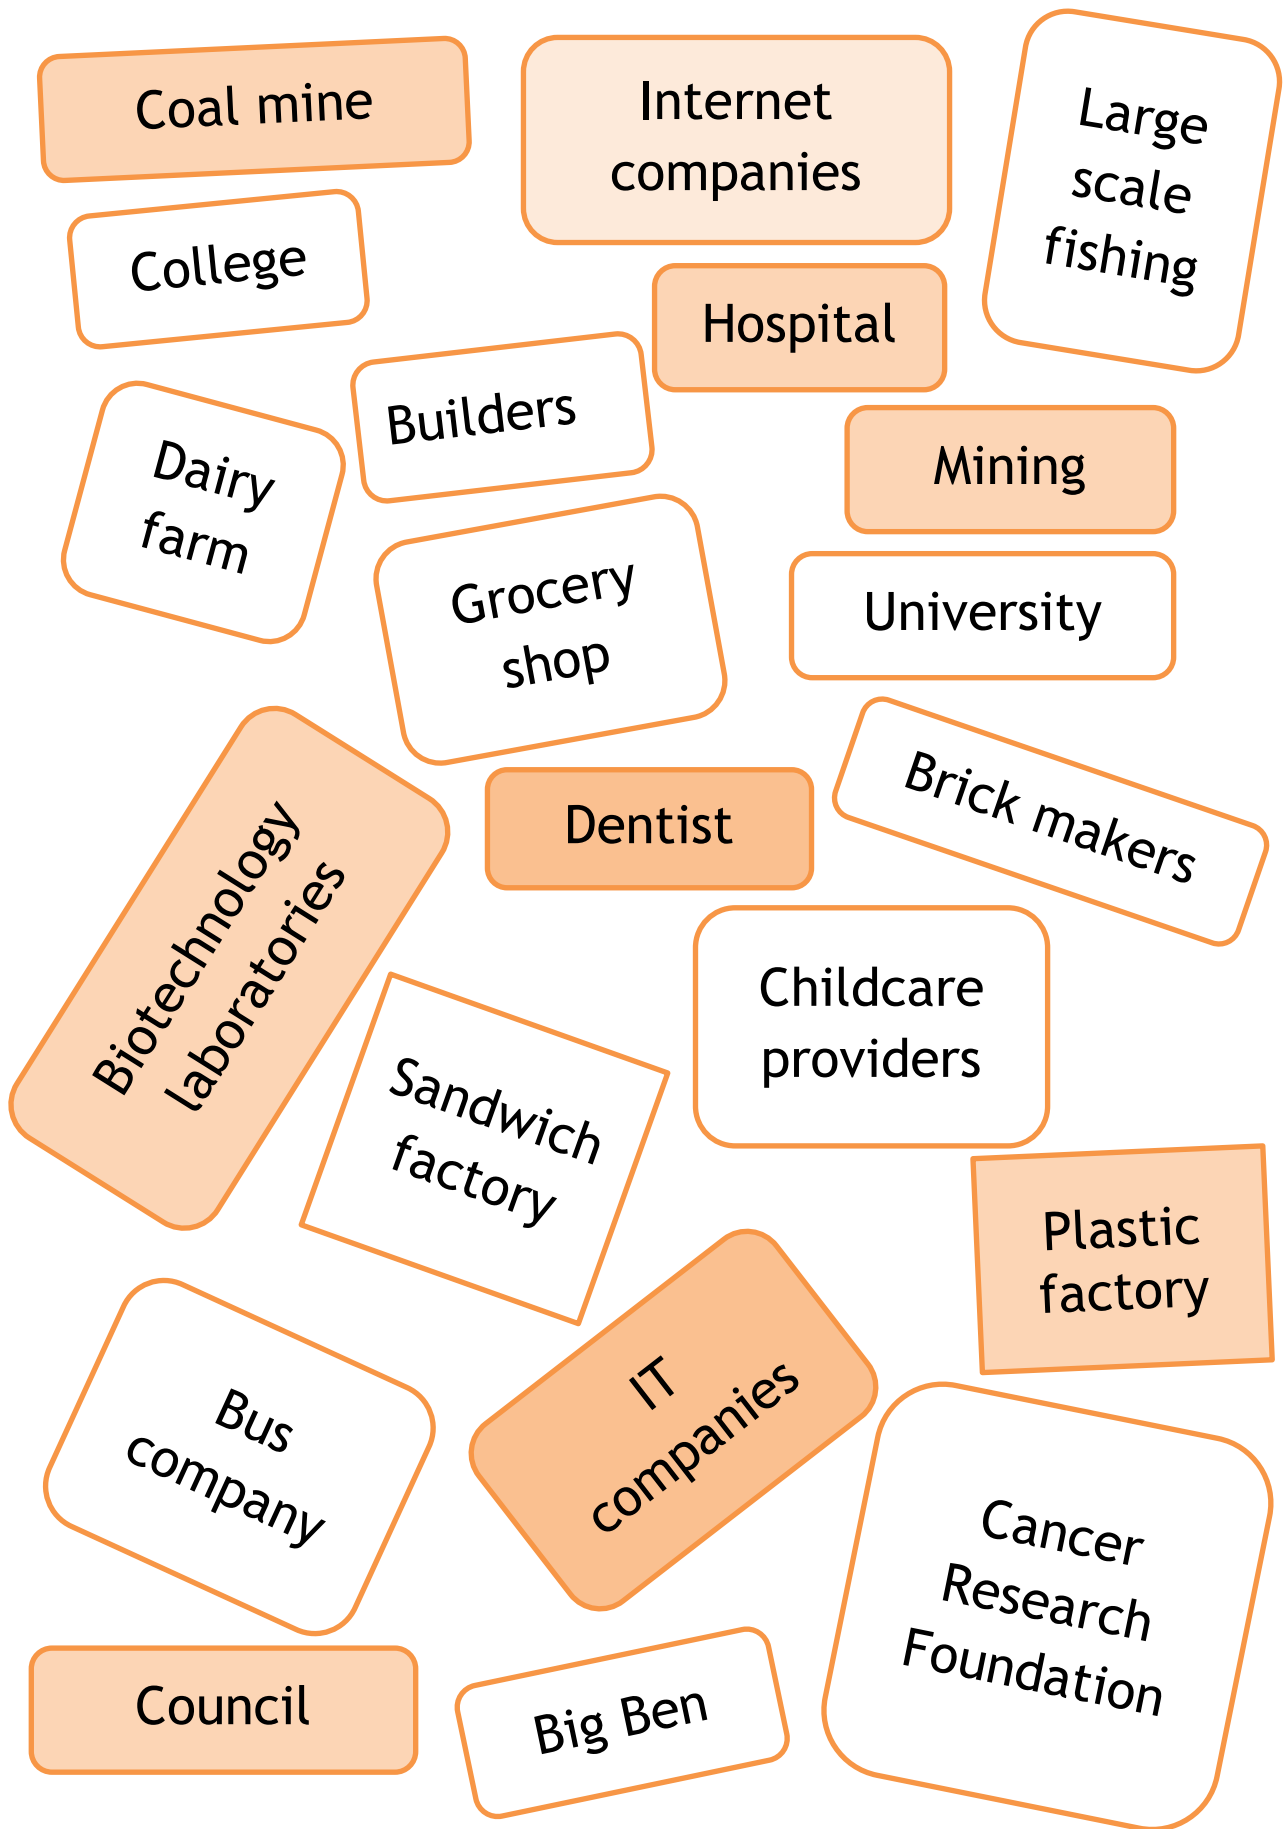 Coal mine
Internet
companies
Large
scale
fishing
College
Hospital
Builders
Dairy
farm
Mining
Grocery
shop
University
Brick makers
Dentist
Biotechnology
laboratories
Childcare
providers
Sandwich
factory
Plastic
factory
Bus
company
IT
companies
Cancer
Research
Foundation
Council
Big Ben